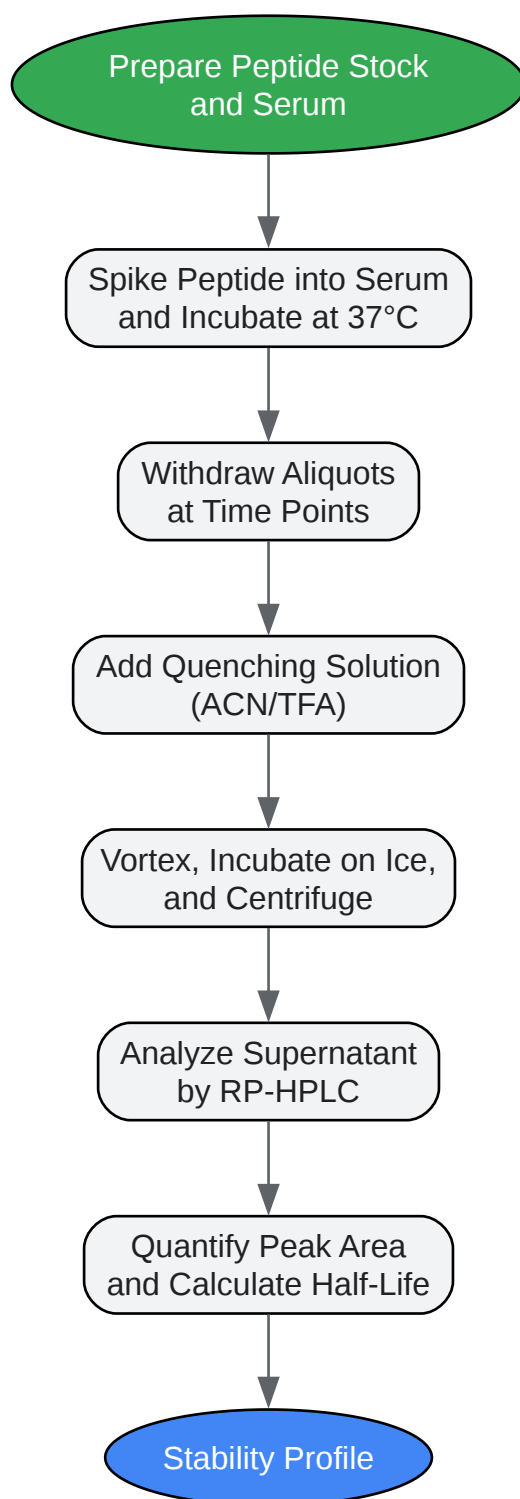 Prepare Peptide Stock
and Serum
Spike Peptide into Serum
and Incubate at 37°C
Withdraw Aliquots
at Time Points
Add Quenching Solution
(ACN/TFA)
Vortex, Incubate on Ice,
and Centrifuge
Analyze Supernatant
by RP-HPLC
Quantify Peak Area
and Calculate Half-Life
Stability Profile